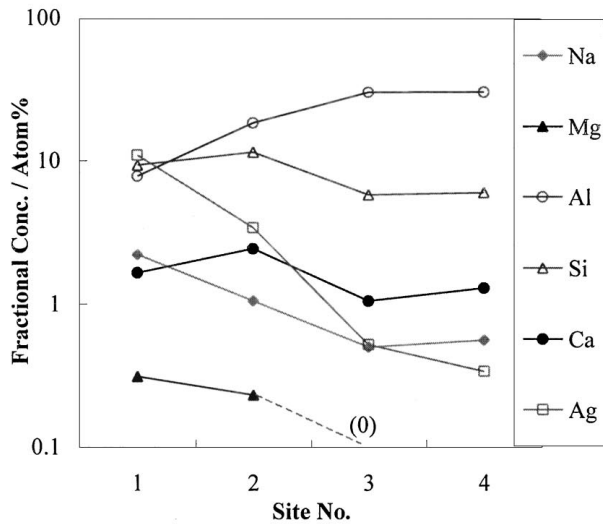 100
10
1
0.1
Fractional Conc. / Atom%
(0)
1 2 3 4
Site No.
Na
Mg
Al
Si
Ca
Ag